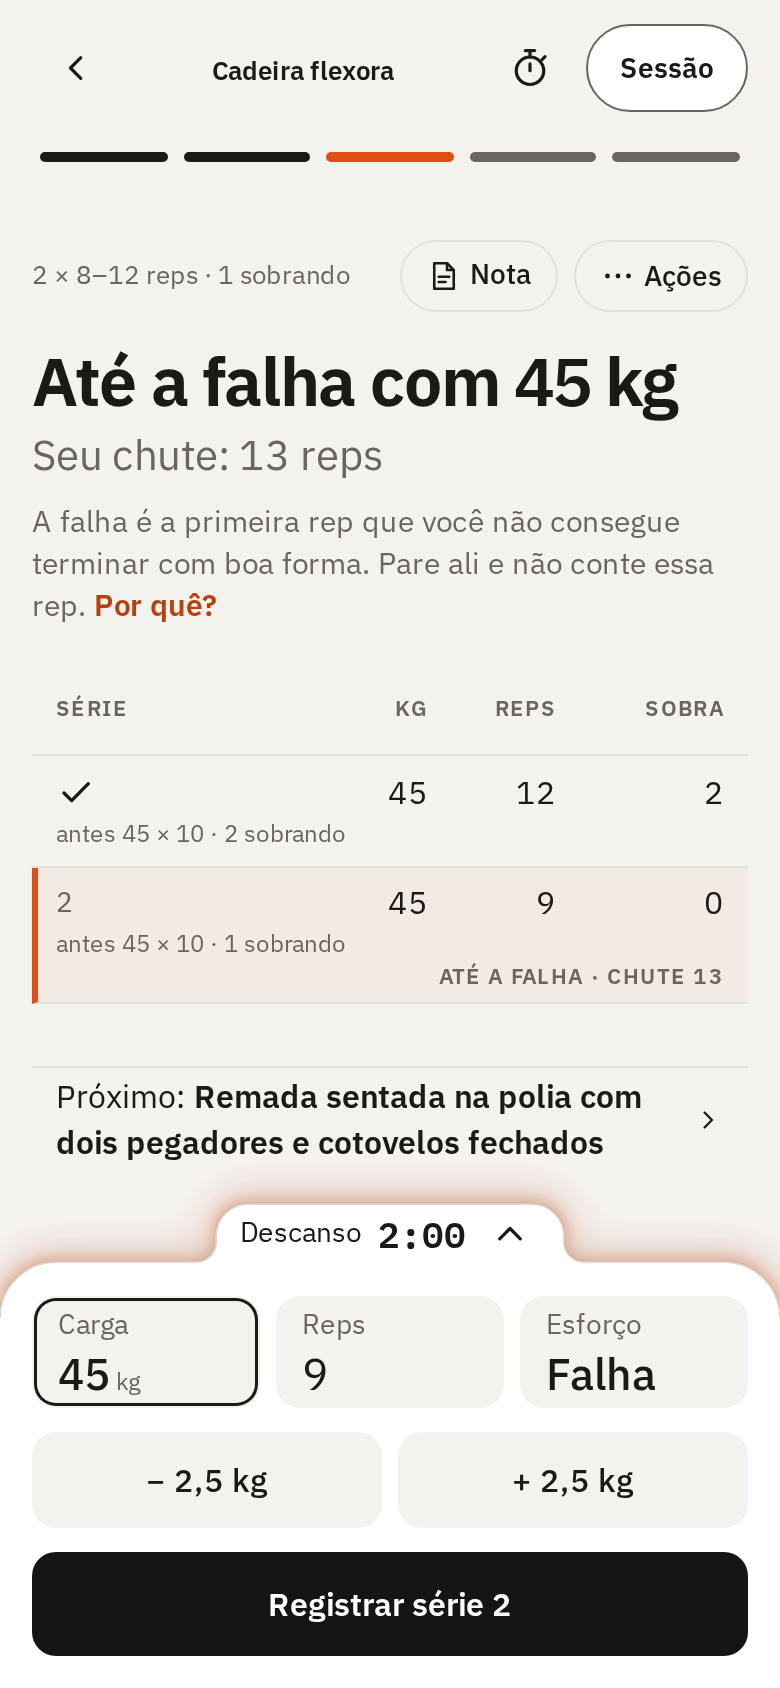 Cadeira flexora
Sessão
2 × 8–12 reps · 1 sobrando
Nota
Ações
Até a falha com 45 kg
Seu chute: 13 reps
A falha é a primeira rep que você não consegue
terminar com boa forma. Pare ali e não conte essa
rep. Por quê?
SÉRIE KG REPS SOBRA
45 12 2
antes 45 × 10 · 2 sobrando
2 45 9 0
antes 45 × 10 · 1 sobrando
ATÉ A FALHA · CHUTE 13
Próximo: Remada sentada na polia com
dois pegadores e cotovelos fechados
Descanso 2:00
Carga Reps Esforço
45 kg 9 Falha
– 2,5 kg + 2,5 kg
Registrar série 2